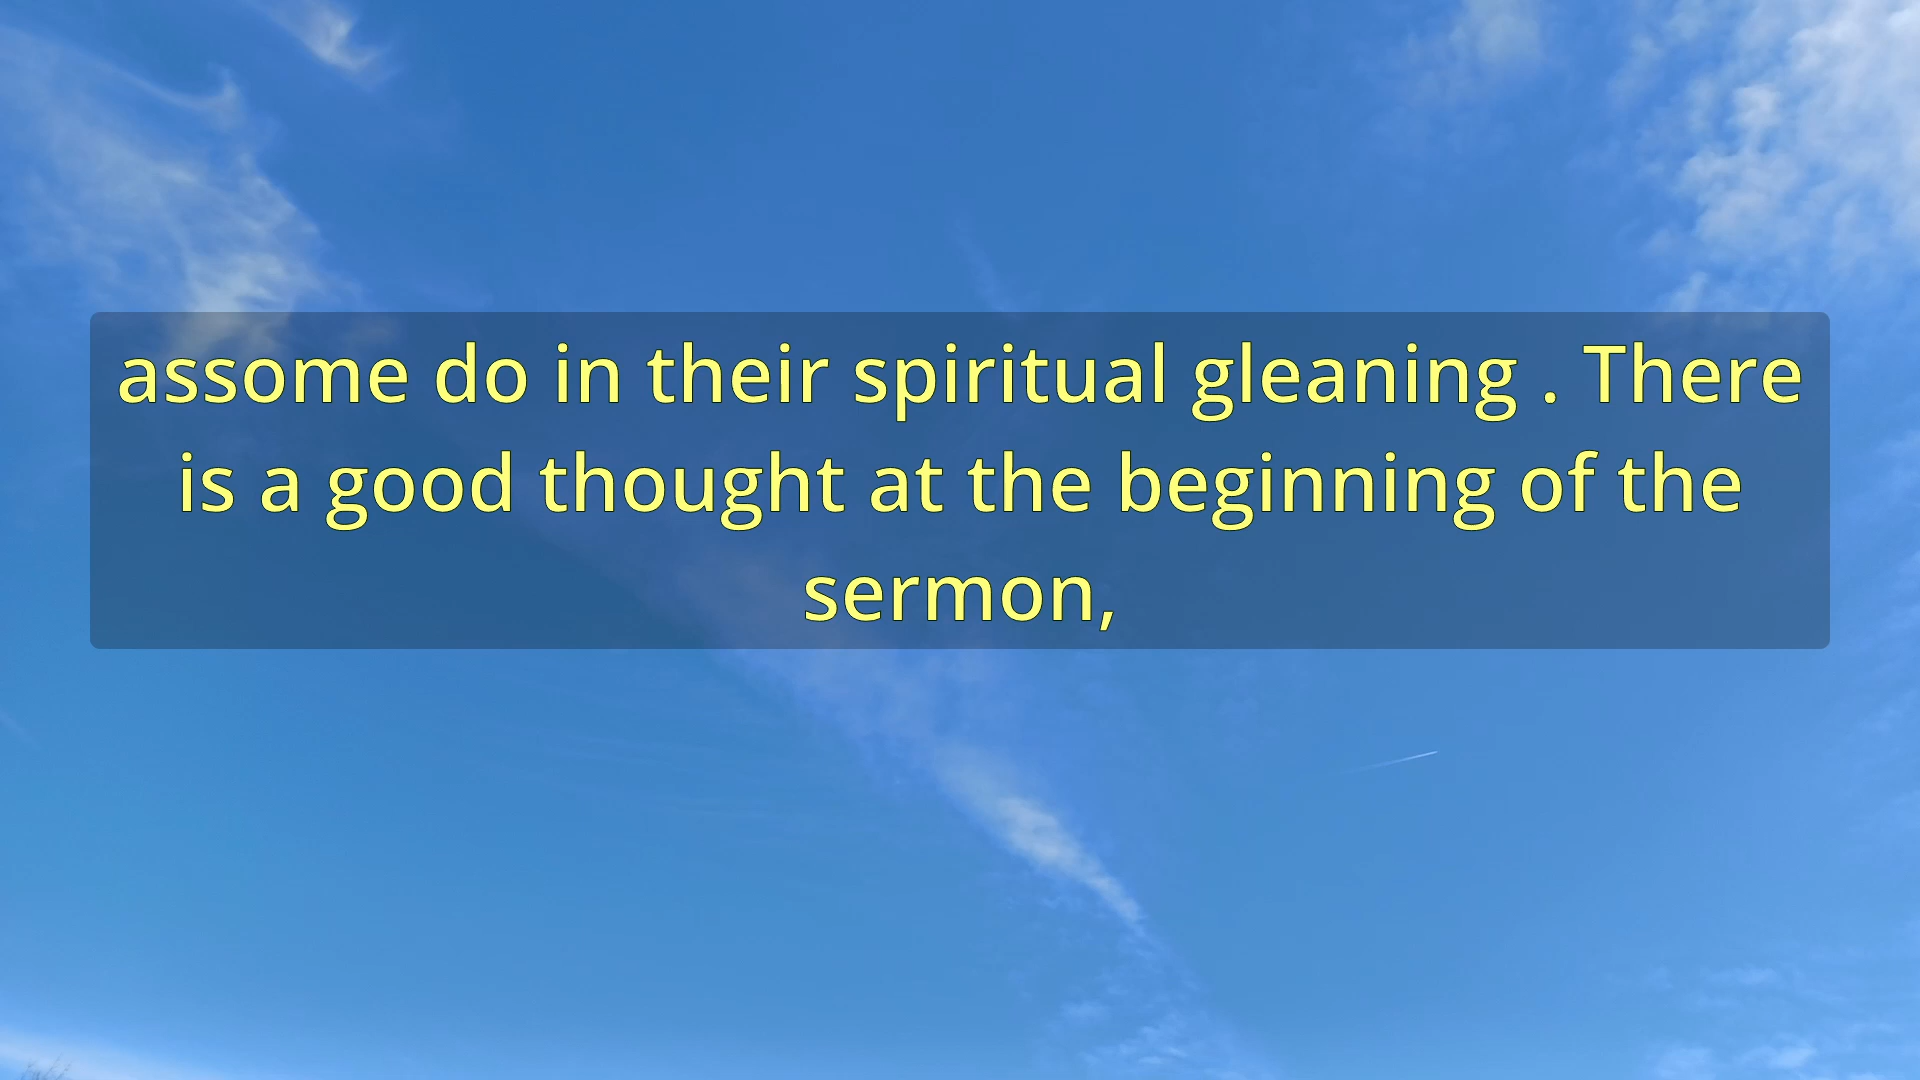 assome do in their spiritual gleaning . There
is a good thought at the beginning of the
sermon,